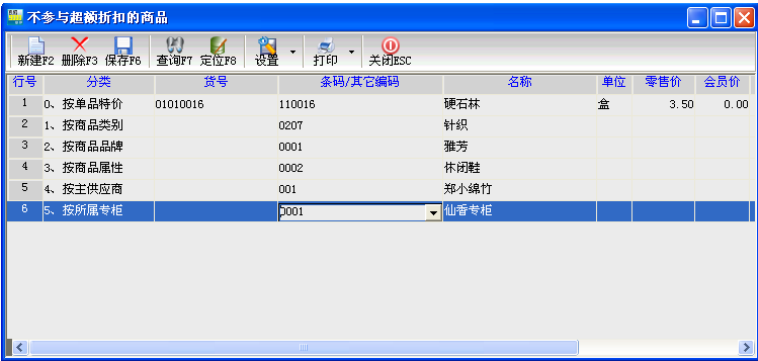 不参与超额折扣的商品
新建F2 删除F3 保存F6 查询F7 定位F8 设置 打印 关闭ESC
行号 分类 货号 条码/其它编码 名称 单位 零售价 会员价
1 0、按单品特价 01010016 110016 硬石林 盒 3.50 0.00
2 1、按商品类别 0207 针织
3 2、按商品品牌 0001 雅芳
4 3、按商品属性 0002 休闭鞋
5 4、按主供应商 001 郑小绵竹
6 5、按所属专柜 0001 仙香专柜